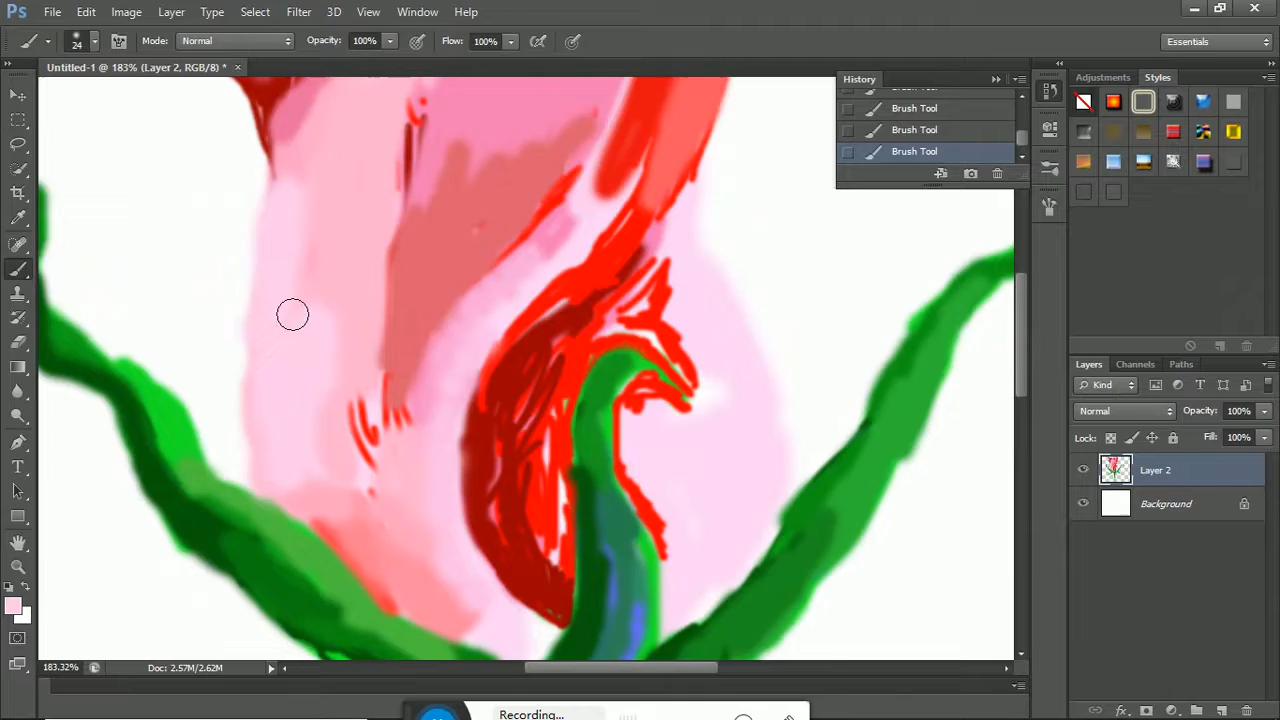 Ps File Edit Image Layer Type Select Filter 3D View Window Help
24 Mode: Normal Opacity: 100% Flow: 100% Essentials
Untitled-1 @ 183% (Layer 2, RGB/8) * ×
History
Brush Tool
Brush Tool
Brush Tool
Adjustments Styles
Layers Channels Paths
Kind
Normal Opacity: 100%
Lock: Fill: 100%
Layer 2
Background
183.32% Doc: 2.57M/2.62M
Recording...